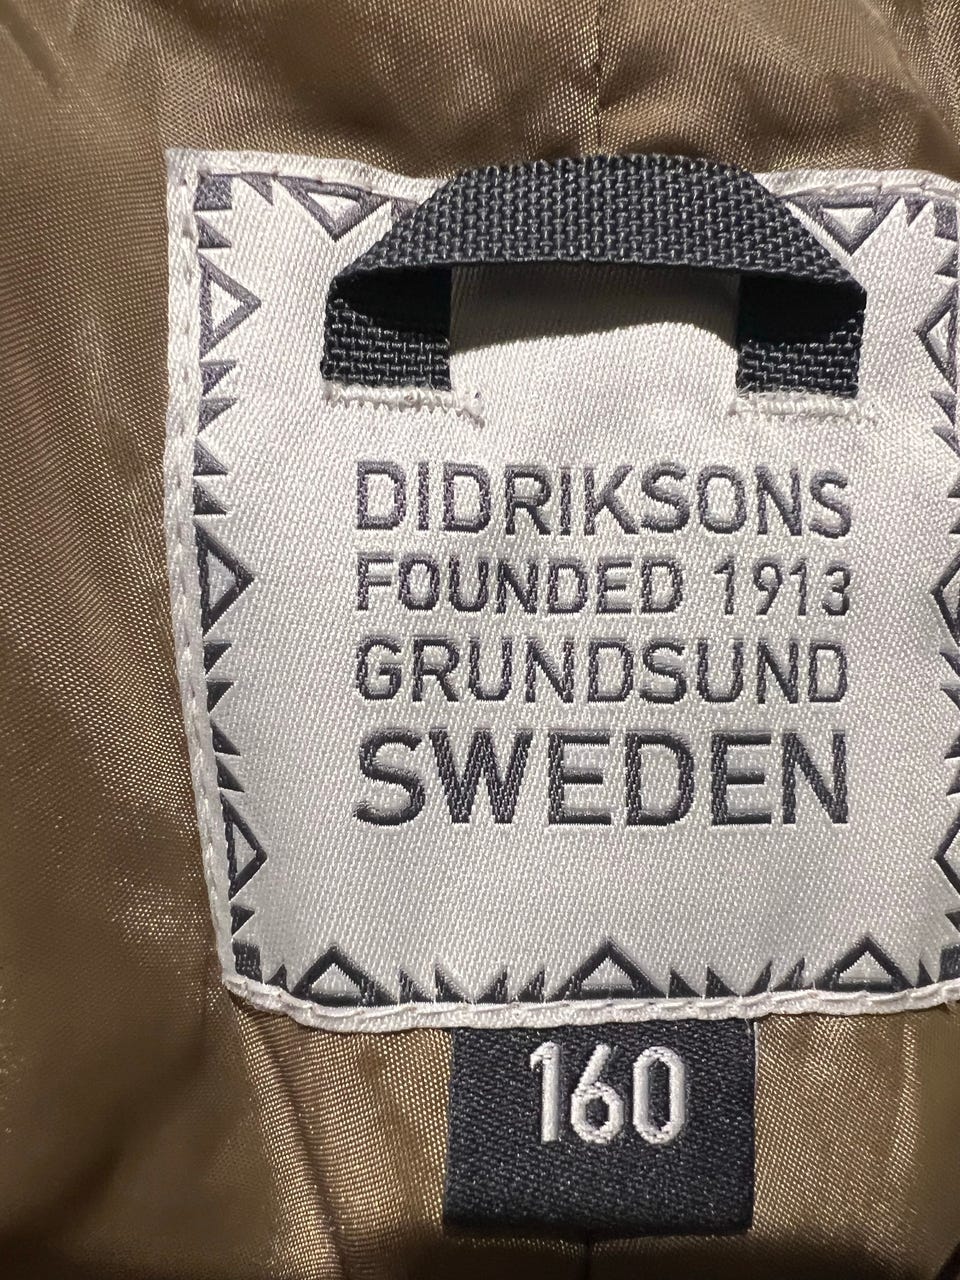 DIDRIKSONS
FOUNDED 1913
GRUNDSUND
SWEDEN
160